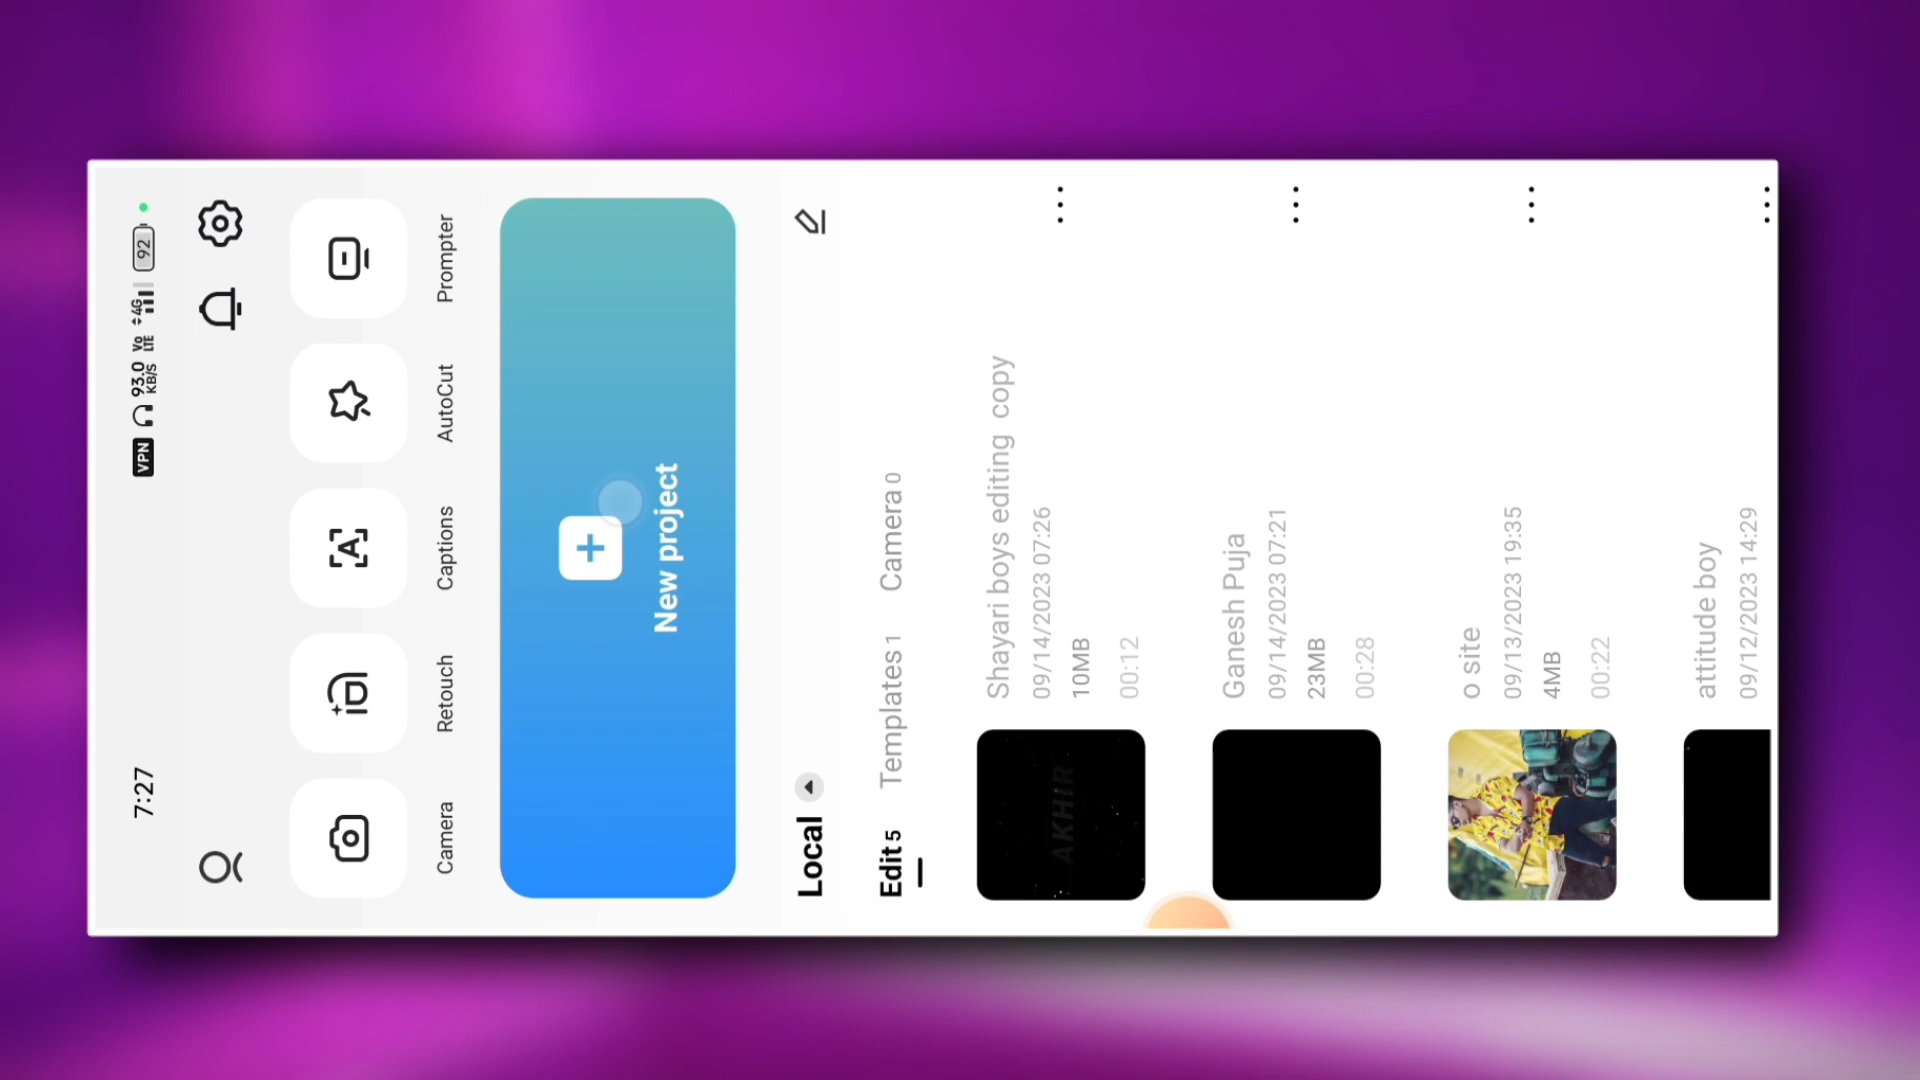 7:27
VPN 93.0 KB/S Vo LTE 4G 92
Camera
Retouch
Captions
AutoCut
Prompter
New project
Local
Edit 5
Templates 1
Camera 0
AKHIR
Shayari boys editing copy
09/14/2023 07:26
10MB
00:12
Ganesh Puja
09/14/2023 07:21
23MB
00:28
o site
09/13/2023 19:35
4MB
00:22
attitude boy
09/12/2023 14:29